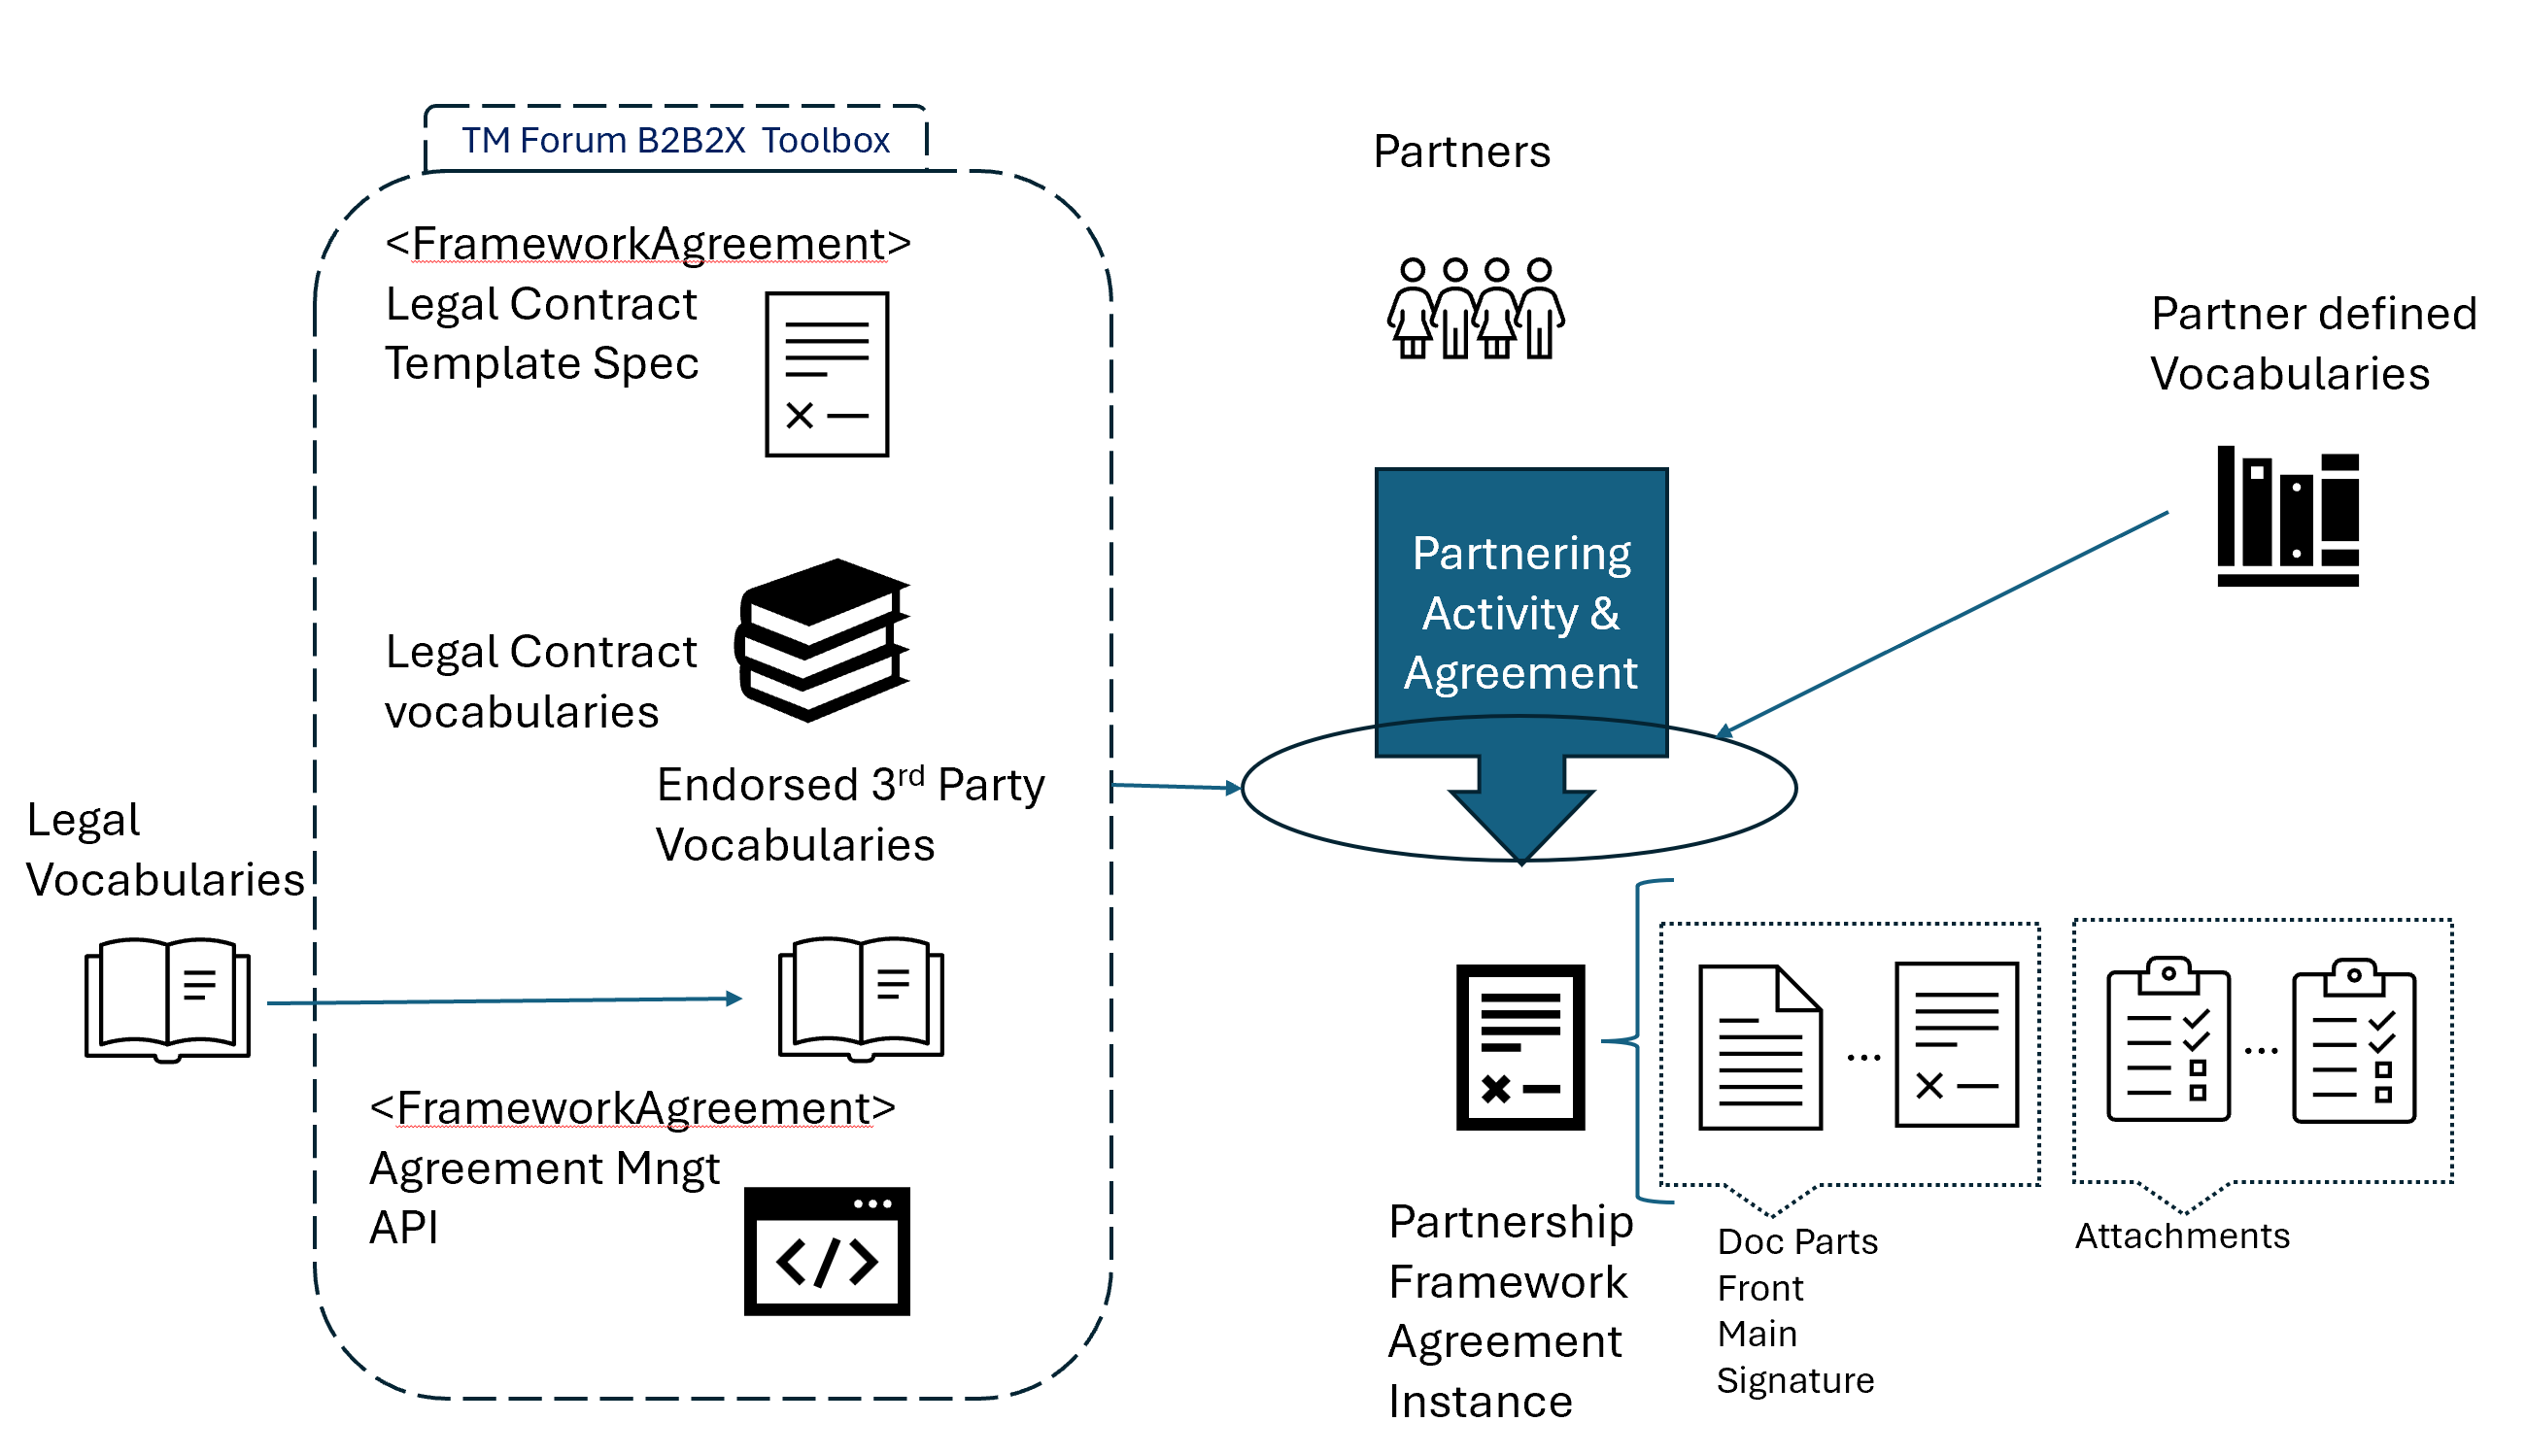 TM Forum B2B2X Toolbox
<FrameworkAgreement>
Legal Contract
Template Spec
Legal Contract
vocabularies
Endorsed 3rd Party
Vocabularies
Legal
Vocabularies
<FrameworkAgreement>
Agreement Mngt
API
Partners
Partnering
Activity &
Agreement
Partner defined
Vocabularies
Partnership
Framework
Agreement
Instance
...
Doc Parts
Front
Main
Signature
...
Attachments